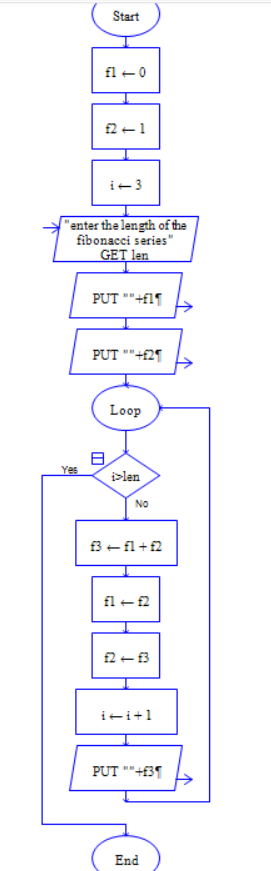 Start
f1 ← 0
f2 ← 1
i ← 3
"enter the length of the
fibonacci series"
GET len
PUT ""+f1¶
PUT ""+f2¶
Loop
i>len
Yes
No
f3 ← f1 + f2
f1 ← f2
f2 ← f3
i ← i + 1
PUT ""+f3¶
End